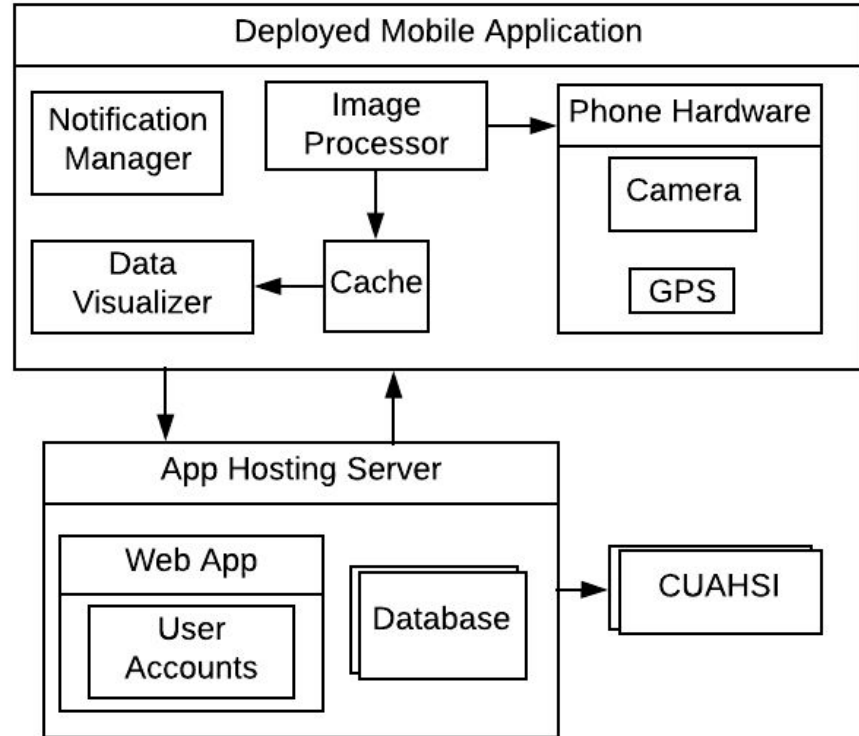 Deployed Mobile Application
Notification
Manager
Image
Processor
Phone Hardware
Camera
GPS
Data
Visualizer
Cache
App Hosting Server
Web App
User
Accounts
Database
CUAHSI